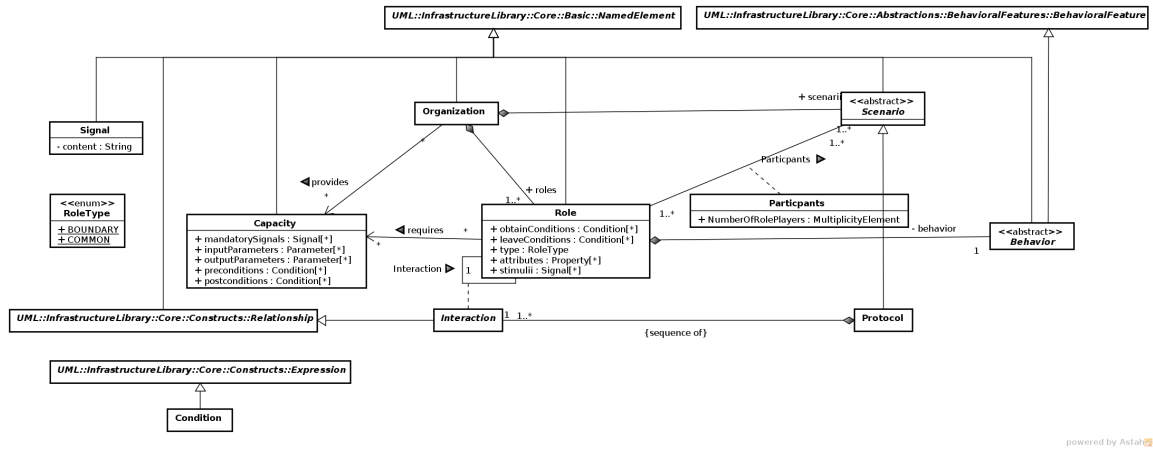 UML::InfrastructureLibrary::Core::Basic::NamedElement
UML::InfrastructureLibrary::Core::Abstractions::BehavioralFeatures::BehavioralFeature
Organization
+ scenari
<<abstract>>
Scenario
Signal
- content : String
*
1..*
1..*
Particpants
provides
*
<<enum>>
RoleType
+ BOUNDARY
+ COMMON
+ roles
1..*
1..*
Particpants
+ NumberOfRolePlayers : MultiplicityElement
Capacity
+ mandatorySignals : Signal[*]
+ inputParameters : Parameter[*]
+ outputParameters : Parameter[*]
+ preconditions : Condition[*]
+ postconditions : Condition[*]
requires
*
*
Role
+ obtainConditions : Condition[*]
+ leaveConditions : Condition[*]
+ type : RoleType
+ attributes : Property[*]
+ stimulii : Signal[*]
- behavior
1
<<abstract>>
Behavior
Interaction
1
UML::InfrastructureLibrary::Core::Constructs::Relationship
Interaction
1
1..*
{sequence of}
Protocol
UML::InfrastructureLibrary::Core::Constructs::Expression
Condition
powered by Astah